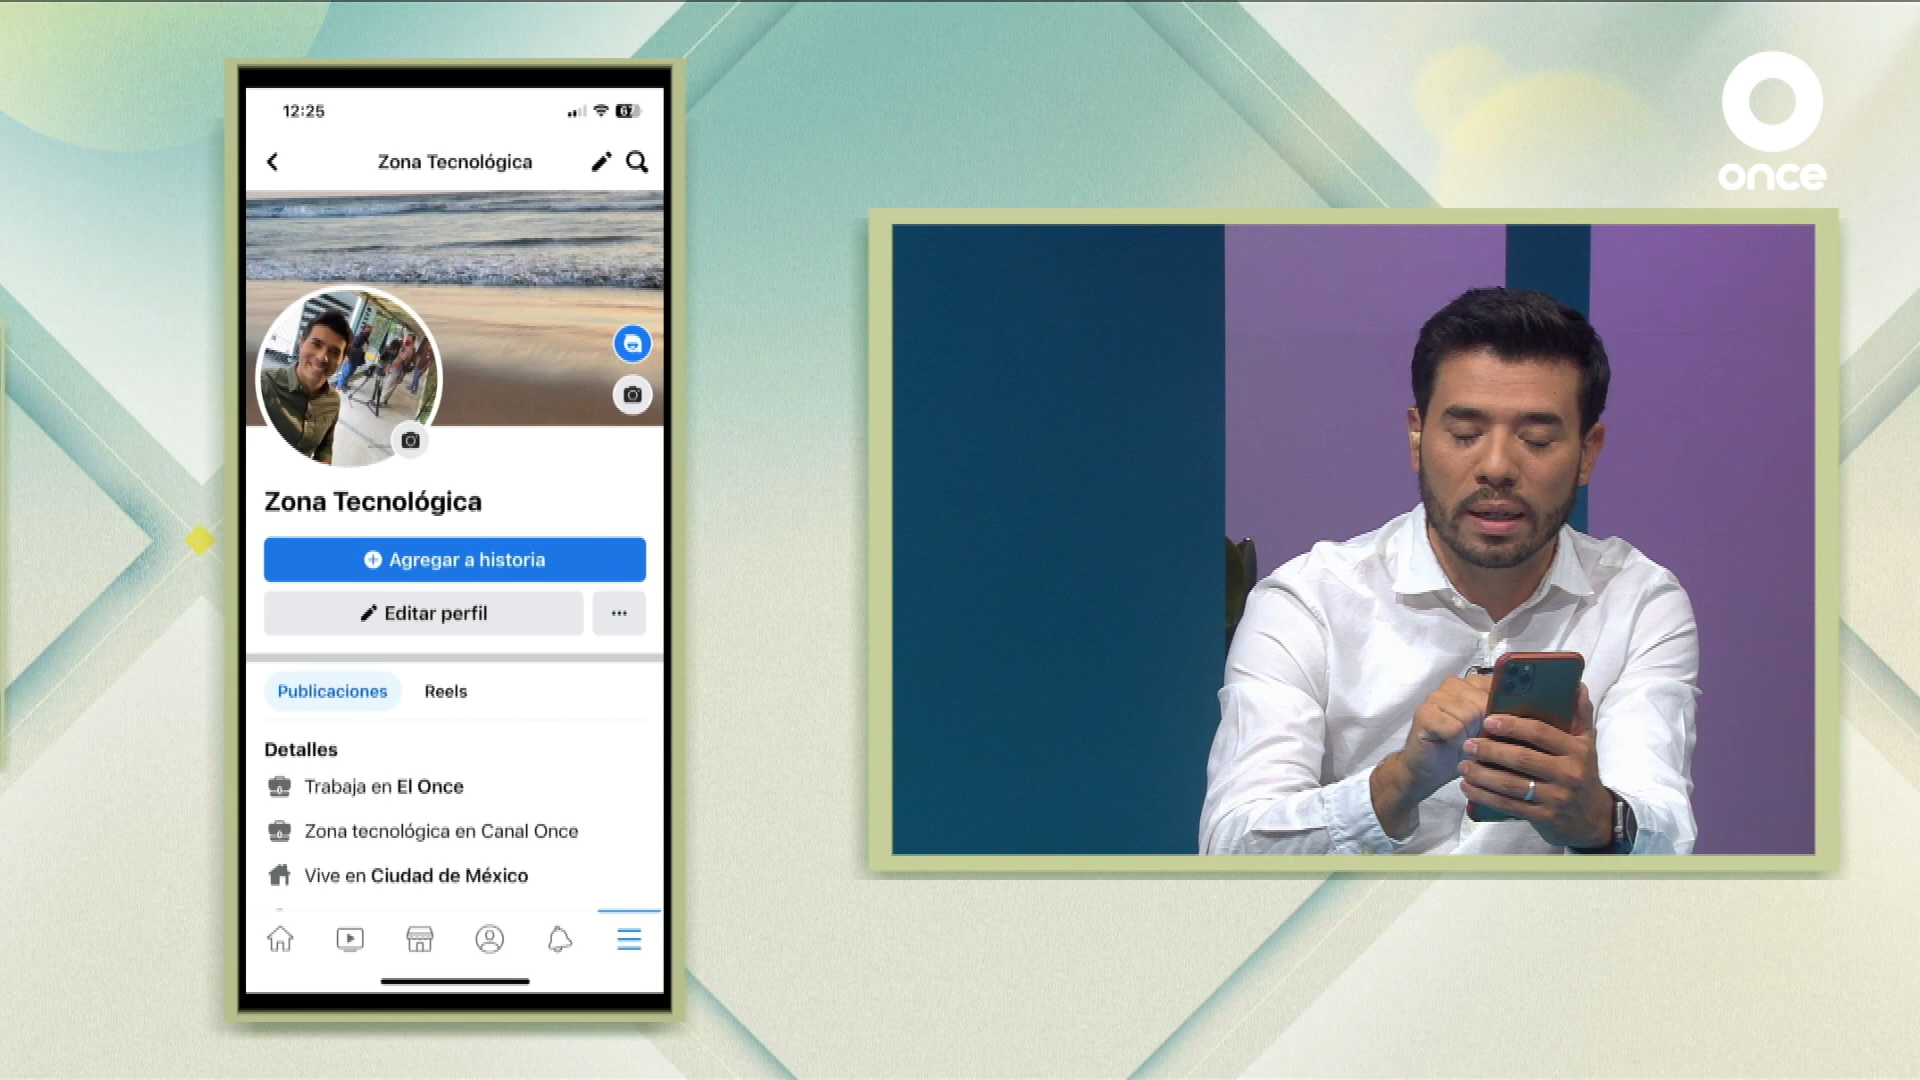 12:25
Zona Tecnológica
Zona Tecnológica
Agregar a historia
Editar perfil
Publicaciones
Reels
Detalles
Trabaja en El Once
Zona tecnológica en Canal Once
Vive en Ciudad de México
once